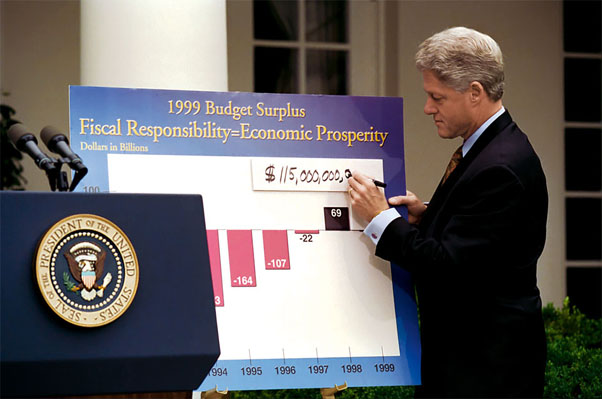 1999 Budget Surplus
Fiscal Responsibility=Economic Prosperity
Dollars in Billions
$115,000,000,0
100
69
-22
-107
-164
3
1994 1995 1996 1997 1998 1999
SEAL OF THE PRESIDENT OF THE UNITED STATES